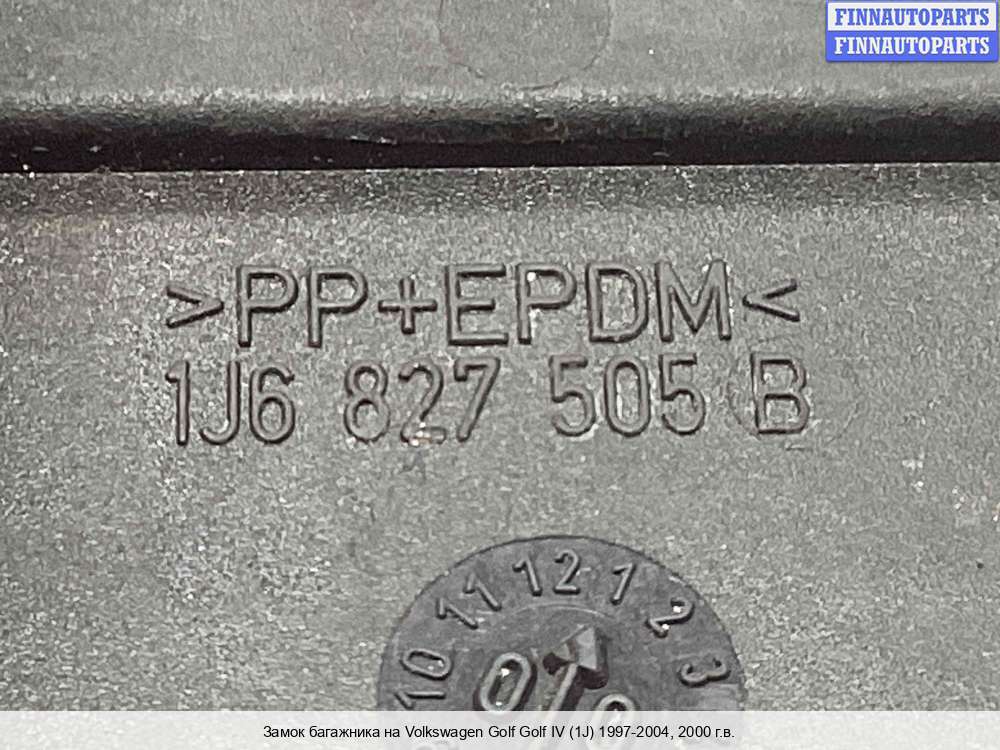 FINNAUTOPARTS
FINNAUTOPARTS
>PP+EPDM<
1J6 827 505 B
10 11 12 1 2 3
0
Замок багажника на Volkswagen Golf Golf IV (1J) 1997-2004, 2000 г.в.